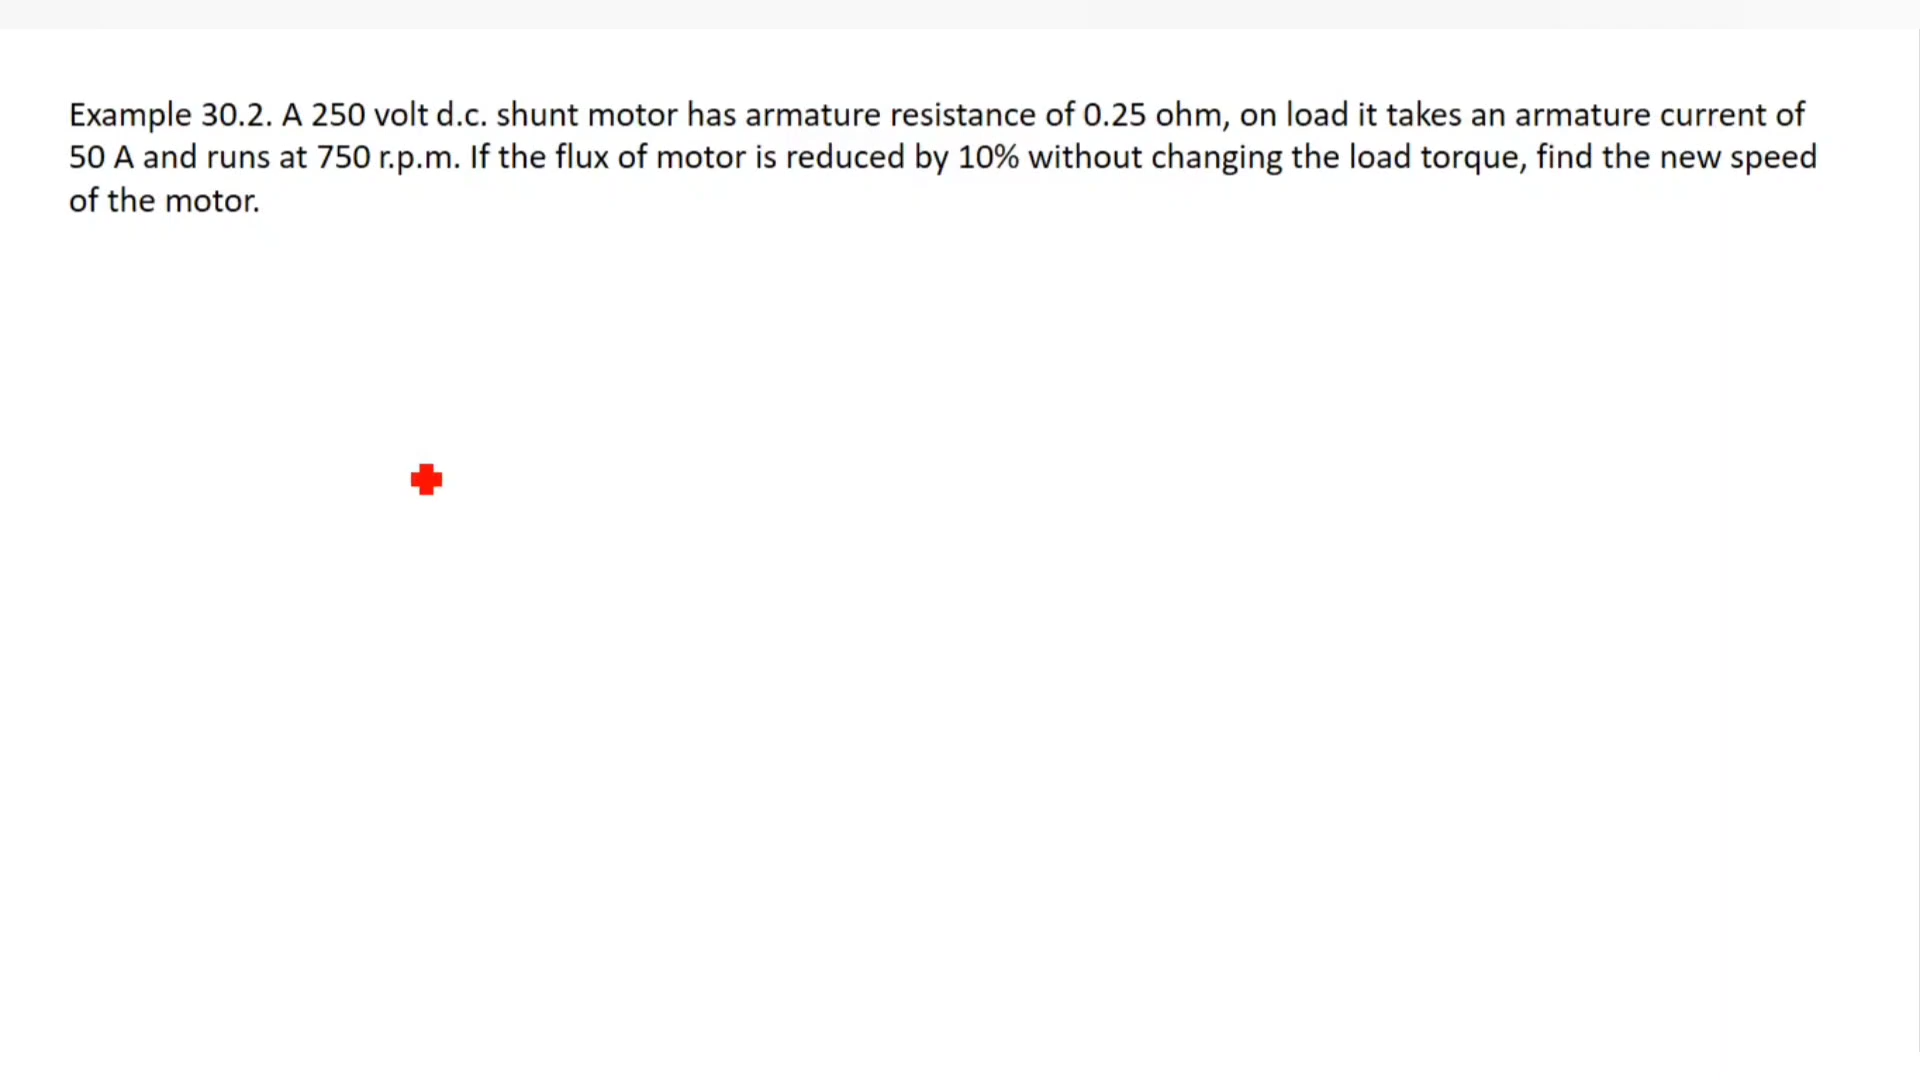 Example 30.2. A 250 volt d.c. shunt motor has armature resistance of 0.25 ohm, on load it takes an armature current of
50 A and runs at 750 r.p.m. If the flux of motor is reduced by 10% without changing the load torque, find the new speed
of the motor.